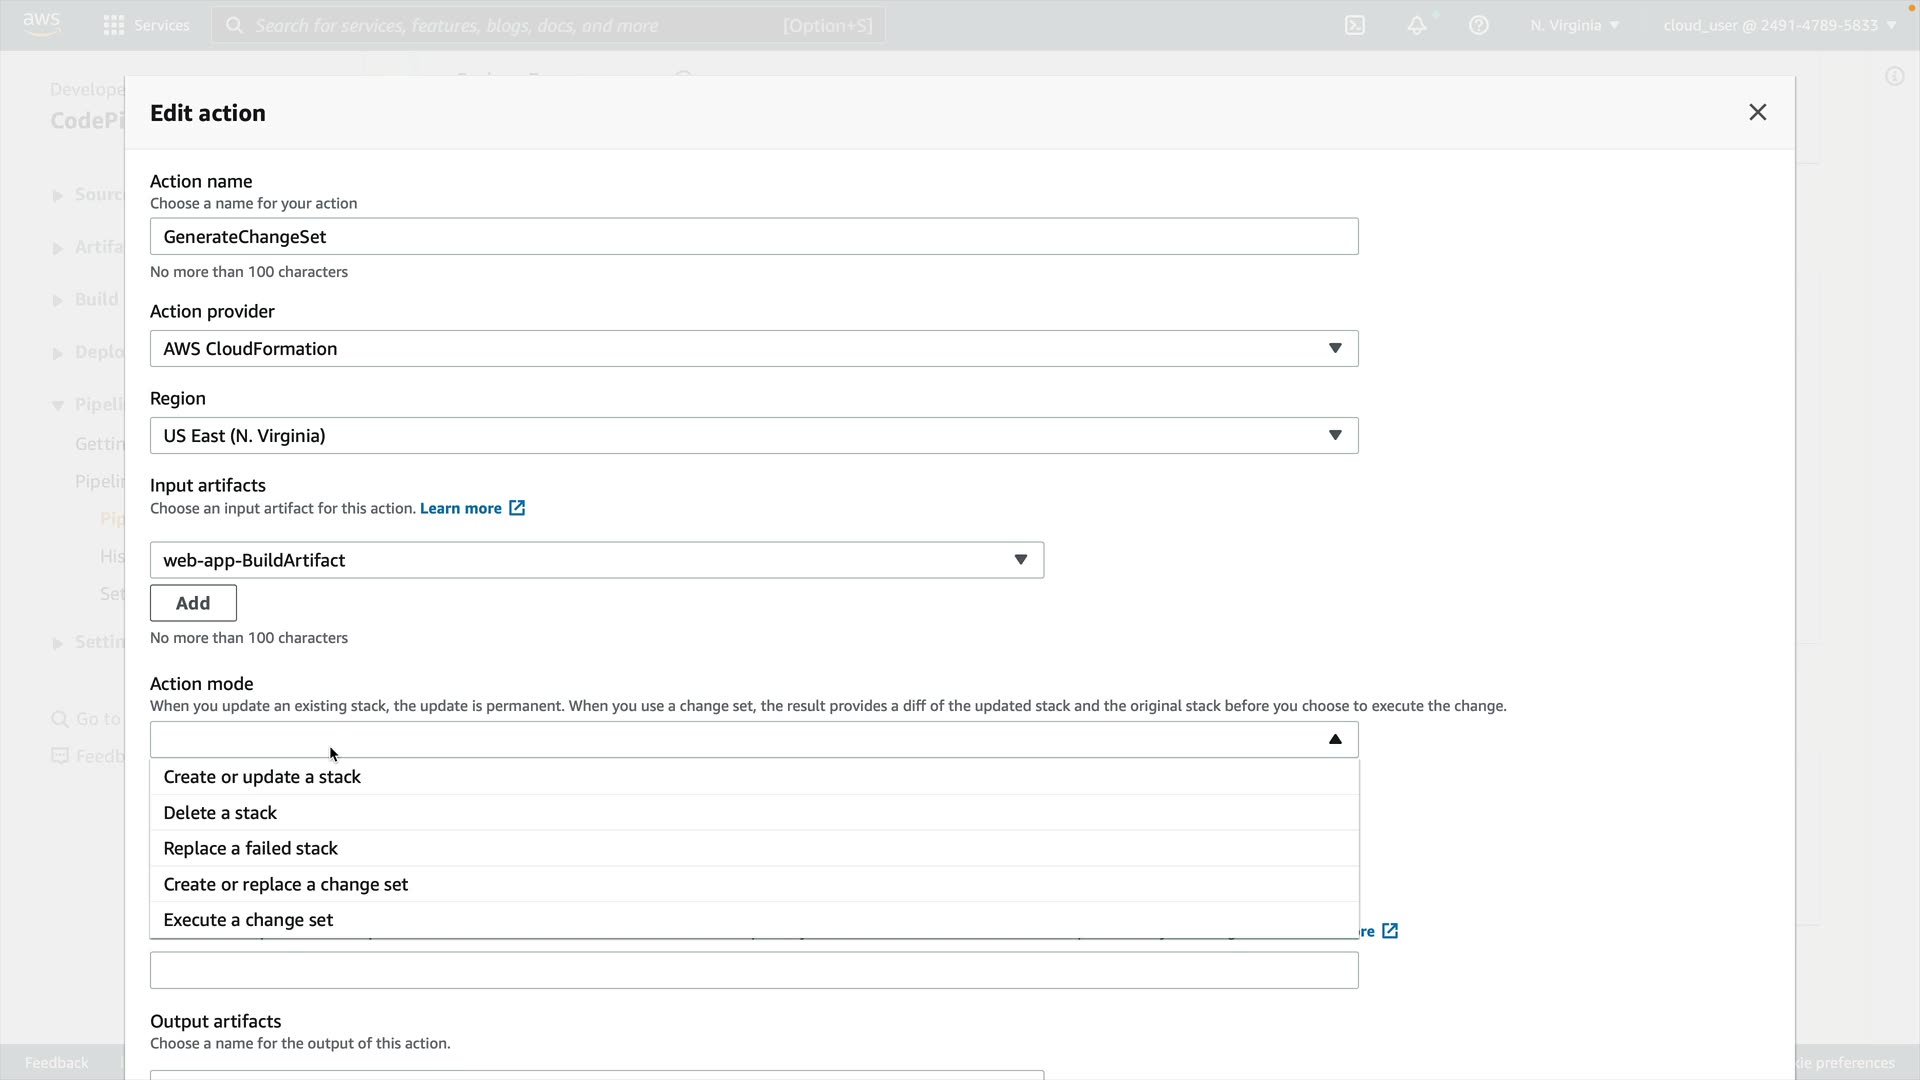 aws
Services
Search for services, features, blogs, docs, and more
[Option+S]
N. Virginia
cloud_user @ 2491-4789-5833
Develope
CodePi
Sourc
Artifa
Build
Deplo
Pipeli
Gettin
Pipelin
Pip
His
Set
Settin
Go to
Feedb
Edit action
Action name
Choose a name for your action
GenerateChangeSet
No more than 100 characters
Action provider
AWS CloudFormation
Region
US East (N. Virginia)
Input artifacts
Choose an input artifact for this action. Learn more
web-app-BuildArtifact
Add
No more than 100 characters
Action mode
When you update an existing stack, the update is permanent. When you use a change set, the result provides a diff of the updated stack and the original stack before you choose to execute the change.
Create or update a stack
Delete a stack
Replace a failed stack
Create or replace a change set
Execute a change set
re
Output artifacts
Choose a name for the output of this action.
Feedback
kie preferences